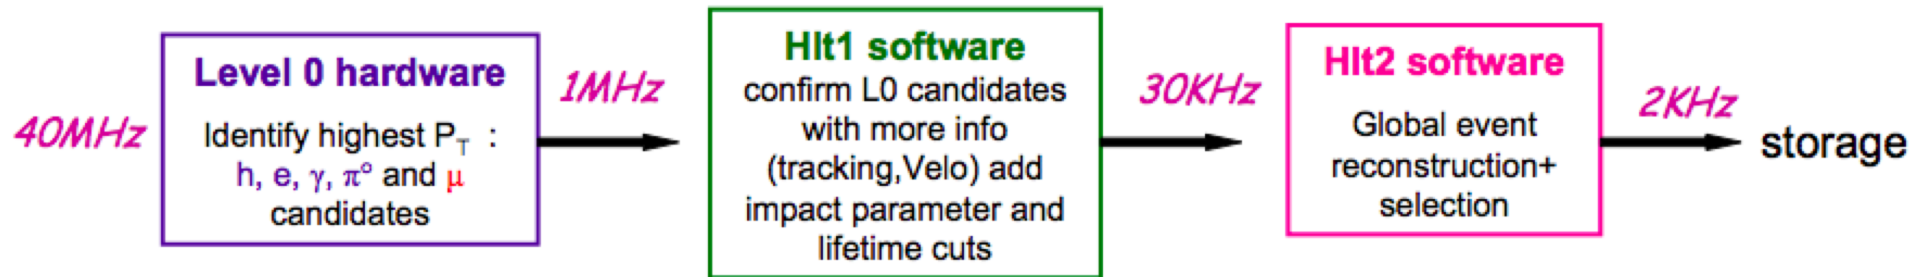 40MHz
Level 0 hardware
Identify highest P_T :
h, e, γ, π° and μ
candidates
1MHz
Hlt1 software
confirm L0 candidates
with more info
(tracking,Velo) add
impact parameter and
lifetime cuts
30KHz
Hlt2 software
Global event
reconstruction+
selection
2KHz
storage